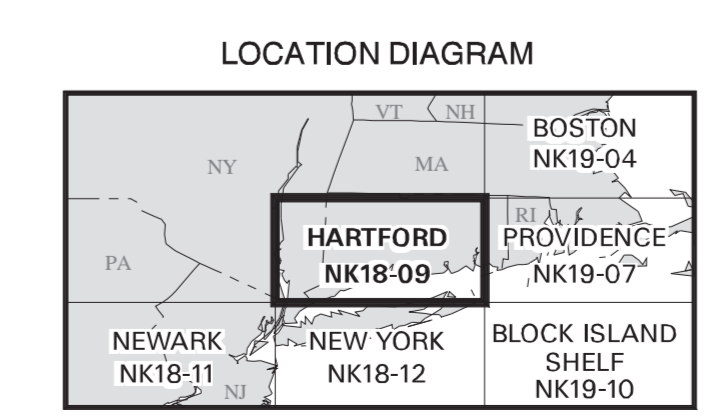 LOCATION DIAGRAM
VT
NH
BOSTON
NK19-04
NY
MA
RI
HARTFORD
NK18-09
PROVIDENCE
NK19-07
PA
NEWARK
NK18-11
NJ
NEW YORK
NK18-12
BLOCK ISLAND
SHELF
NK19-10